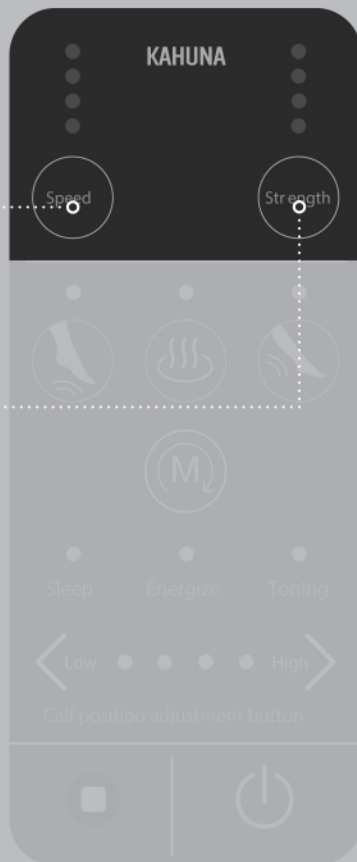 KAHUNA
Speed
Strength
M
Sleep Energize Toning
Low High
Calf position adjustment button